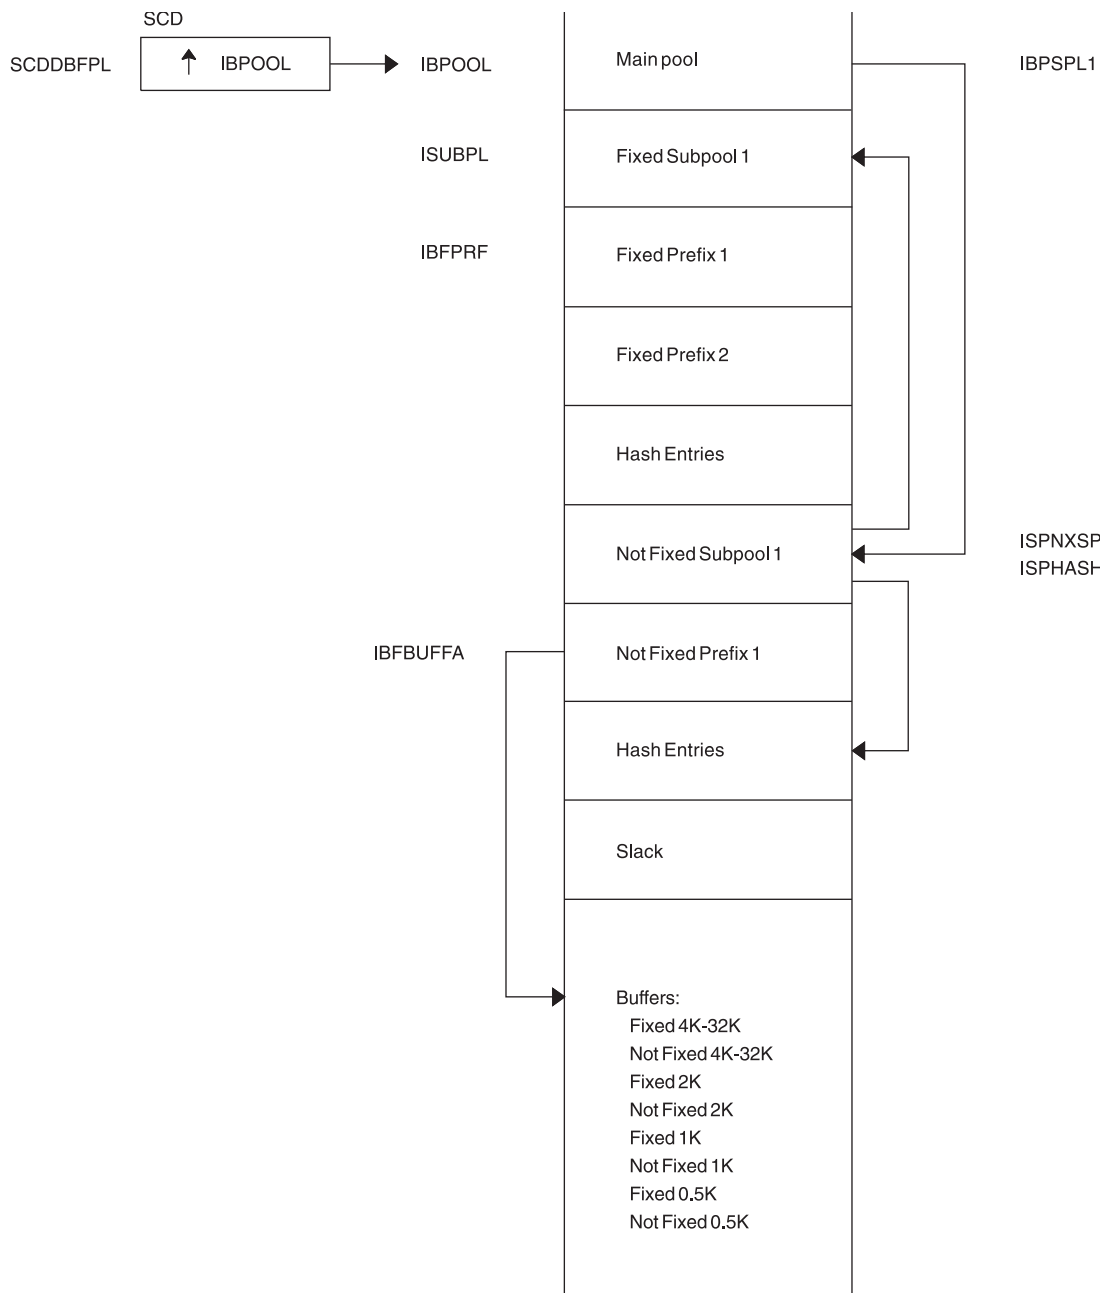 SCD
SCDDBFPL
IBPOOL
IBPOOL
Main pool
IBPSPL1
ISUBPL
Fixed Subpool 1
IBFPRF
Fixed Prefix 1
Fixed Prefix 2
Hash Entries
Not Fixed Subpool 1
ISPNXSP
ISPHASH
IBFBUFFA
Not Fixed Prefix 1
Hash Entries
Slack
Buffers:
Fixed 4K-32K
Not Fixed 4K-32K
Fixed 2K
Not Fixed 2K
Fixed 1K
Not Fixed 1K
Fixed 0.5K
Not Fixed 0.5K